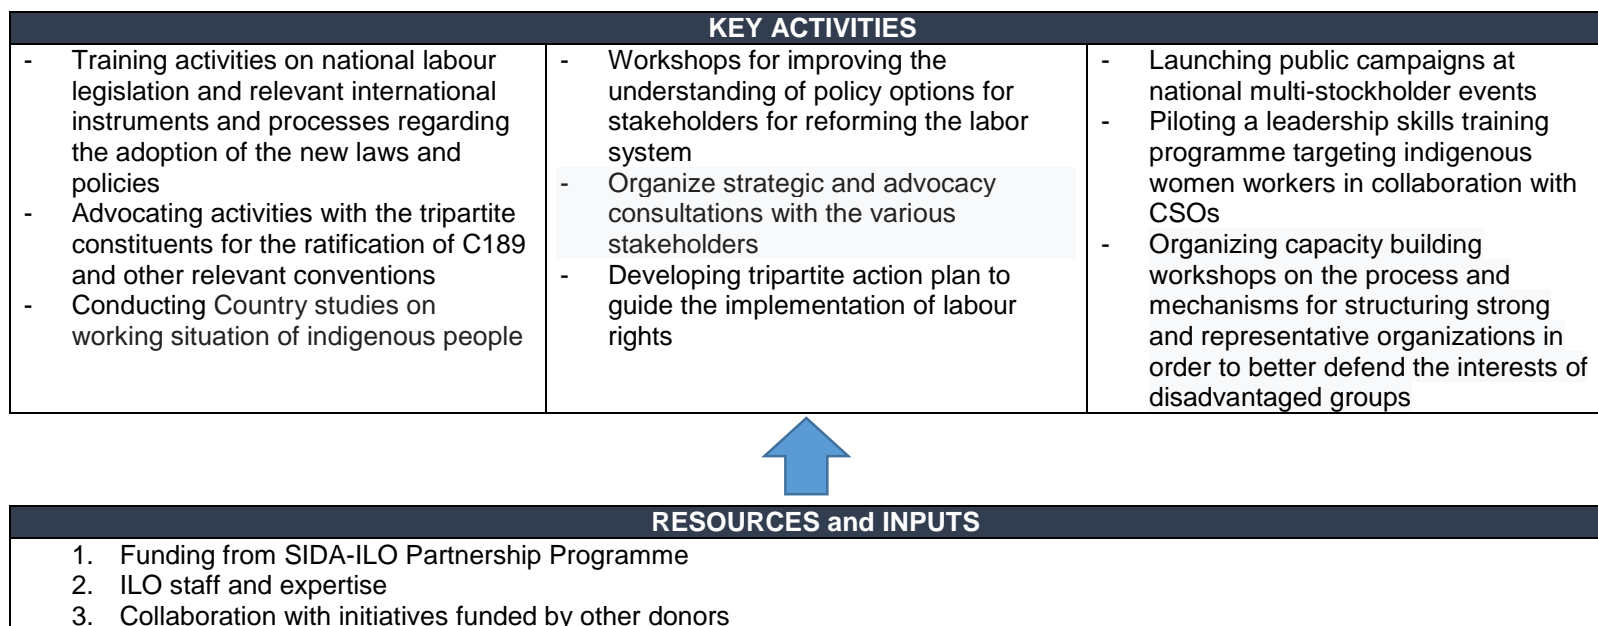 KEY ACTIVITIES
- Training activities on national labour
legislation and relevant international
instruments and processes regarding
the adoption of the new laws and
policies
- Advocating activities with the tripartite
constituents for the ratification of C189
and other relevant conventions
- Conducting Country studies on
working situation of indigenous people
- Workshops for improving the
understanding of policy options for
stakeholders for reforming the labor
system
- Organize strategic and advocacy
consultations with the various
stakeholders
- Developing tripartite action plan to
guide the implementation of labour
rights
- Launching public campaigns at
national multi-stockholder events
- Piloting a leadership skills training
programme targeting indigenous
women workers in collaboration with
CSOs
- Organizing capacity building
workshops on the process and
mechanisms for structuring strong
and representative organizations in
order to better defend the interests of
disadvantaged groups
RESOURCES and INPUTS
1. Funding from SIDA-ILO Partnership Programme
2. ILO staff and expertise
3. Collaboration with initiatives funded by other donors